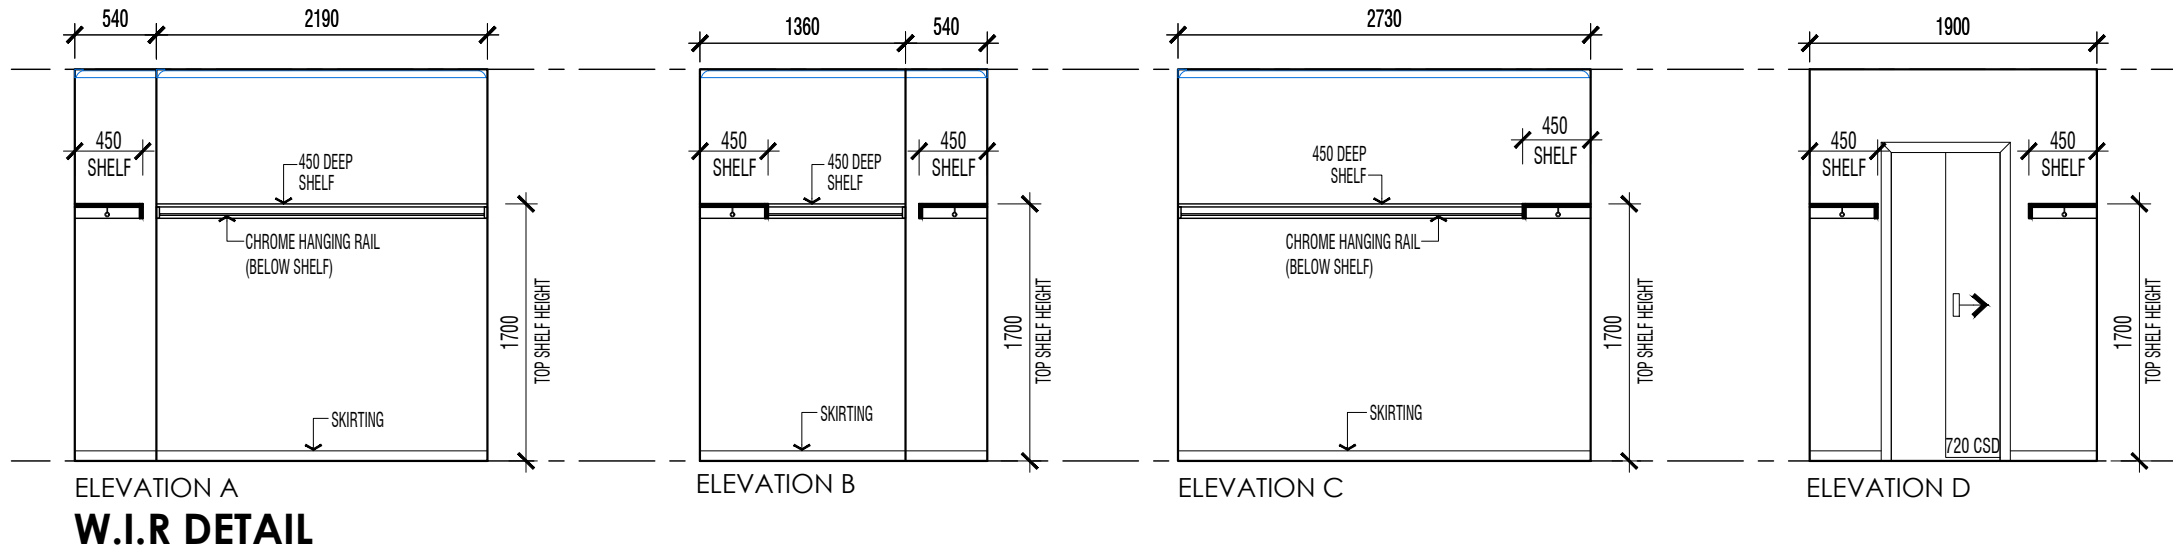 540
2190
450
SHELF
450 DEEP
SHELF
CHROME HANGING RAIL
(BELOW SHELF)
1700
TOP SHELF HEIGHT
SKIRTING
ELEVATION A
W.I.R DETAIL
1360
540
450
SHELF
450 DEEP
SHELF
450
SHELF
1700
TOP SHELF HEIGHT
SKIRTING
ELEVATION B
2730
450
SHELF
450 DEEP
SHELF
CHROME HANGING RAIL
(BELOW SHELF)
1700
TOP SHELF HEIGHT
SKIRTING
ELEVATION C
1900
450
SHELF
450
SHELF
1700
TOP SHELF HEIGHT
720 CSD
ELEVATION D